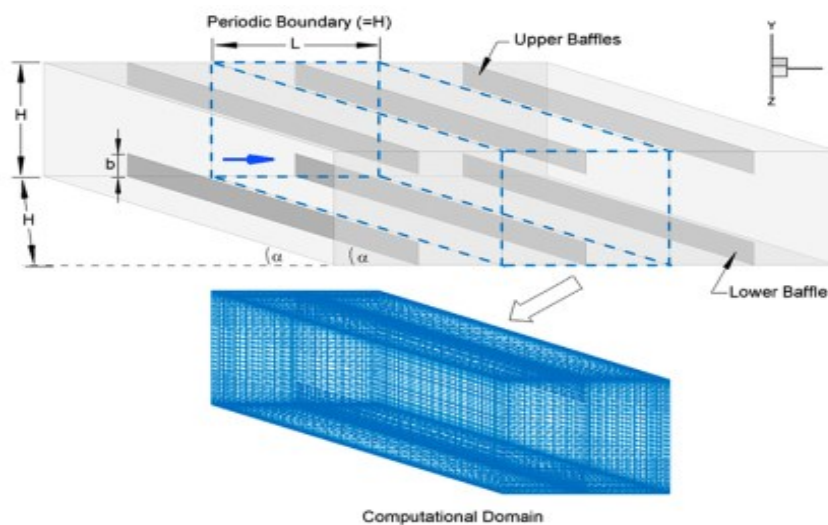 Periodic Boundary (=H)
L
Upper Baffles
Y
Z
H
b
H
α
α
Lower Baffle
Computational Domain